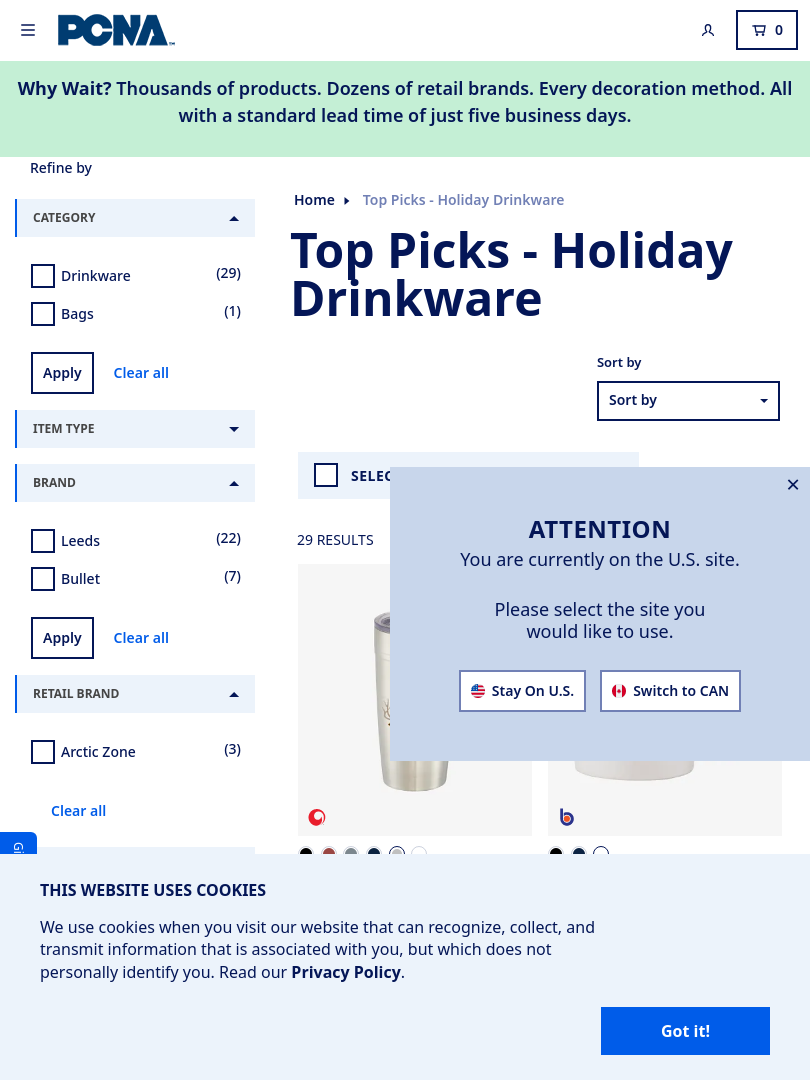 PCNA
0
Why Wait? Thousands of products. Dozens of retail brands. Every decoration method. All
with a standard lead time of just five business days.
Refine by
CATEGORY
Drinkware (29)
Bags (1)
Apply Clear all
ITEM TYPE
BRAND
Leeds (22)
Bullet (7)
Apply Clear all
RETAIL BRAND
Arctic Zone (3)
Clear all
Home Top Picks - Holiday Drinkware
Top Picks - Holiday
Drinkware
Sort by
Sort by
29 RESULTS
ATTENTION
You are currently on the U.S. site.
Please select the site you
would like to use.
Stay On U.S. Switch to CAN
THIS WEBSITE USES COOKIES
We use cookies when you visit our website that can recognize, collect, and
transmit information that is associated with you, but which does not
personally identify you. Read our Privacy Policy.
Got it!